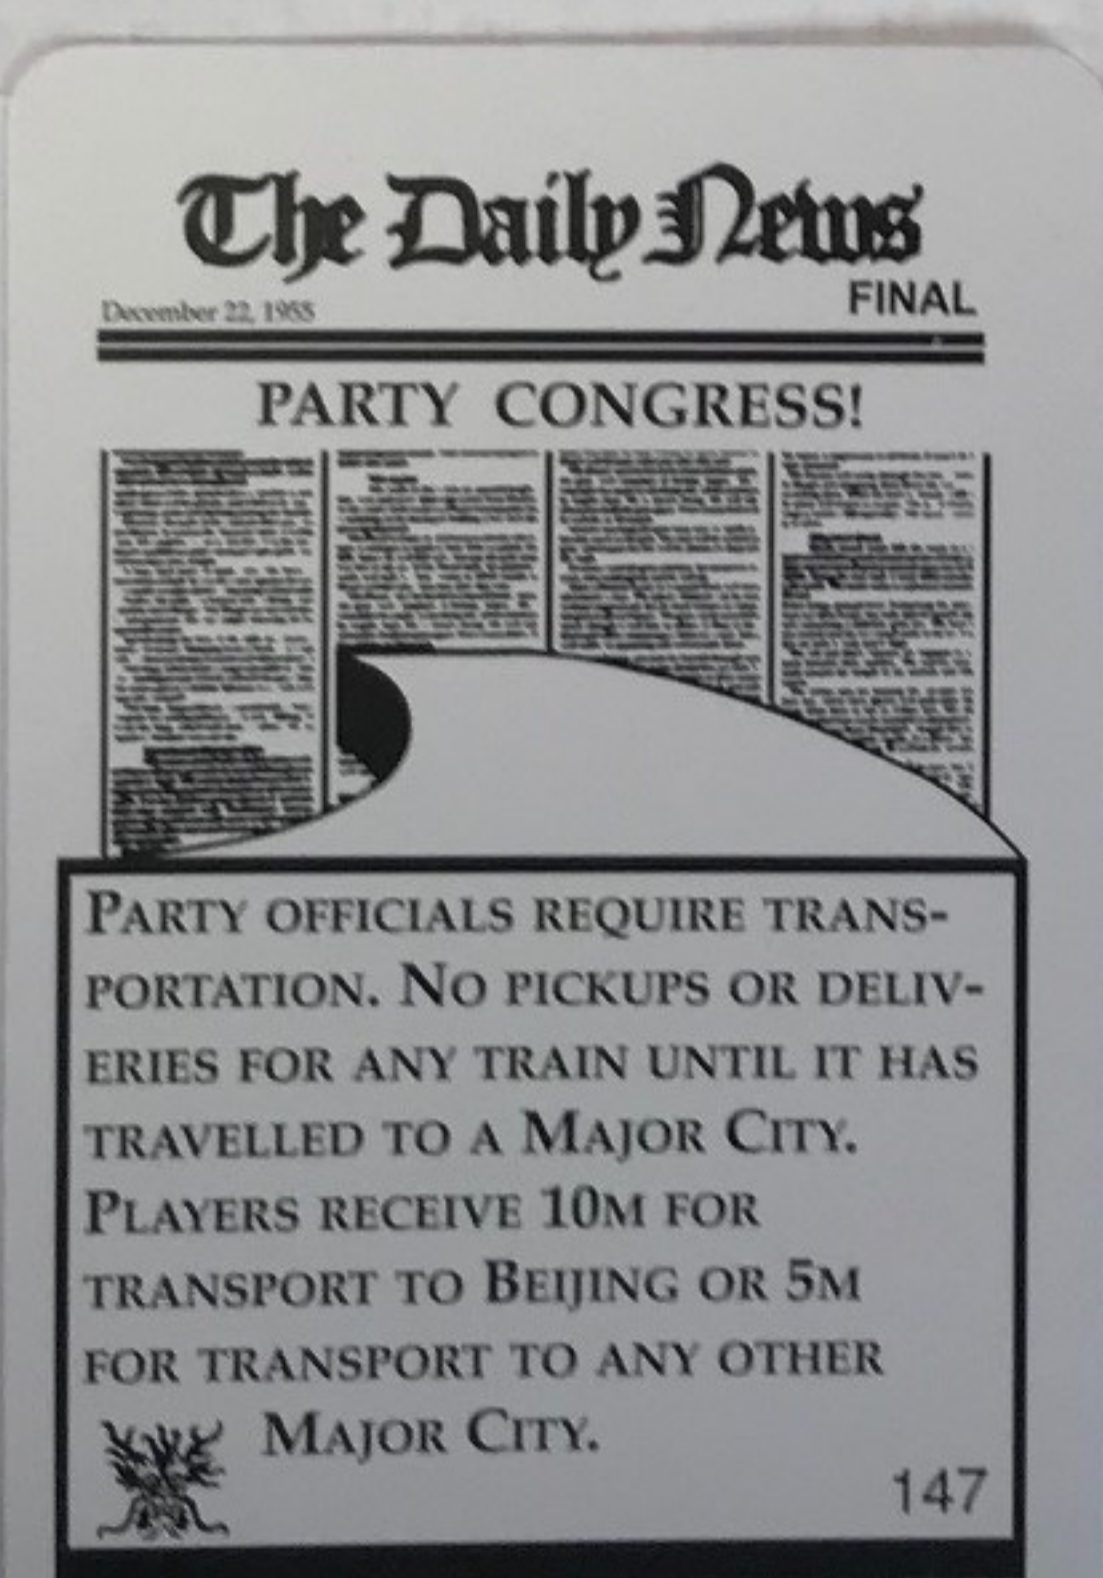 The Daily News
December 22, 1955
FINAL
PARTY CONGRESS!
PARTY OFFICIALS REQUIRE TRANS-
PORTATION. NO PICKUPS OR DELIV-
ERIES FOR ANY TRAIN UNTIL IT HAS
TRAVELLED TO A MAJOR CITY.
PLAYERS RECEIVE 10M FOR
TRANSPORT TO BEIJING OR 5M
FOR TRANSPORT TO ANY OTHER
MAJOR CITY.
147